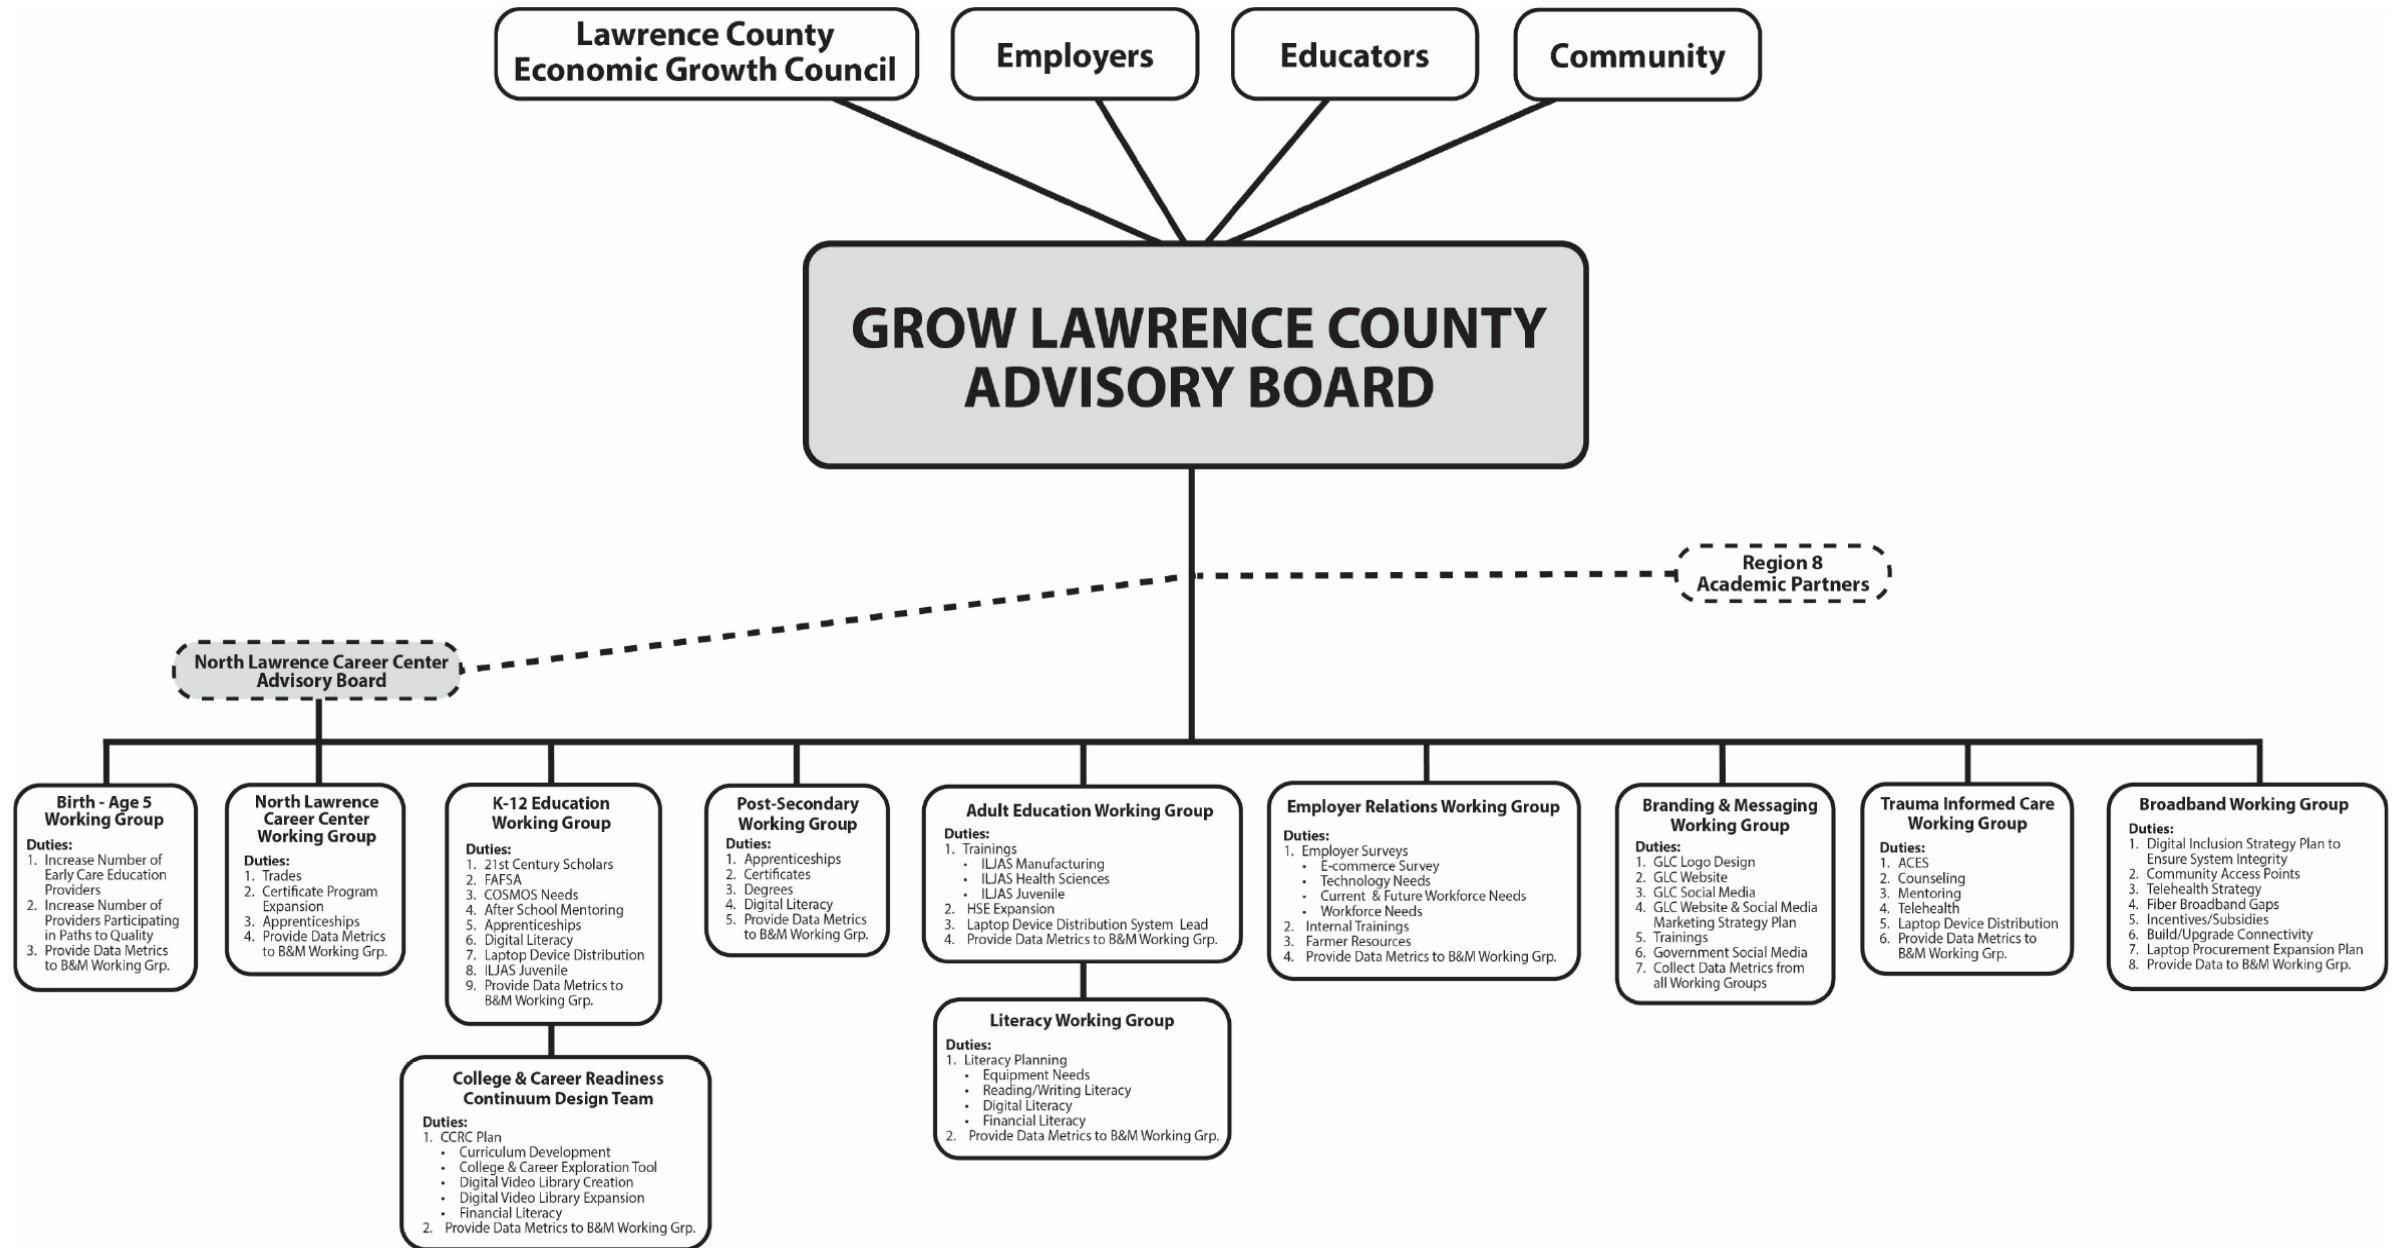 Lawrence County
Economic Growth Council
Employers
Educators
Community
GROW LAWRENCE COUNTY
ADVISORY BOARD
Region 8
Academic Partners
North Lawrence Career Center
Advisory Board
Birth - Age 5
Working Group
Duties:
1. Increase Number of
Early Care Education
Providers
2. Increase Number of
Providers Participating
in Paths to Quality
3. Provide Data Metrics
to B&M Working Grp.
North Lawrence
Career Center
Working Group
Duties:
1. Trades
2. Certificate Program
Expansion
3. Apprenticeships
4. Provide Data Metrics
to B&M Working Grp.
K-12 Education
Working Group
Duties:
1. 21st Century Scholars
2. FAFSA
3. COSMOS Needs
4. After School Mentoring
5. Apprenticeships
6. Digital Literacy
7. Laptop Device Distribution
8. ILJAS Juvenile
9. Provide Data Metrics to
B&M Working Grp.
College & Career Readiness
Continuum Design Team
Duties:
1. CCRC Plan
• Curriculum Development
• College & Career Exploration Tool
• Digital Video Library Creation
• Digital Video Library Expansion
• Financial Literacy
2. Provide Data Metrics to B&M Working Grp.
Post-Secondary
Working Group
Duties:
1. Apprenticeships
2. Certificates
3. Degrees
4. Digital Literacy
5. Provide Data Metrics
to B&M Working Grp.
Adult Education Working Group
Duties:
1. Trainings
• ILJAS Manufacturing
• ILJAS Health Sciences
• ILJAS Juvenile
2. HSE Expansion
3. Laptop Device Distribution System Lead
4. Provide Data Metrics to B&M Working Grp.
Literacy Working Group
Duties:
1. Literacy Planning
• Equipment Needs
• Reading/Writing Literacy
• Digital Literacy
• Financial Literacy
2. Provide Data Metrics to B&M Working Grp.
Employer Relations Working Group
Duties:
1. Employer Surveys
• E-commerce Survey
• Technology Needs
• Current & Future Workforce Needs
• Workforce Needs
2. Internal Trainings
3. Farmer Resources
4. Provide Data Metrics to B&M Working Grp.
Branding & Messaging
Working Group
Duties:
1. GLC Logo Design
2. GLC Website
3. GLC Social Media
4. GLC Website & Social Media
Marketing Strategy Plan
5. Trainings
6. Government Social Media
7. Collect Data Metrics from
all Working Groups
Trauma Informed Care
Working Group
Duties:
1. ACES
2. Counseling
3. Mentoring
4. Telehealth
5. Laptop Device Distribution
6. Provide Data Metrics to
B&M Working Grp.
Broadband Working Group
Duties:
1. Digital Inclusion Strategy Plan to
Ensure System Integrity
2. Community Access Points
3. Telehealth Strategy
4. Fiber Broadband Gaps
5. Incentives/Subsidies
6. Build/Upgrade Connectivity
7. Laptop Procurement Expansion Plan
8. Provide Data to B&M Working Grp.